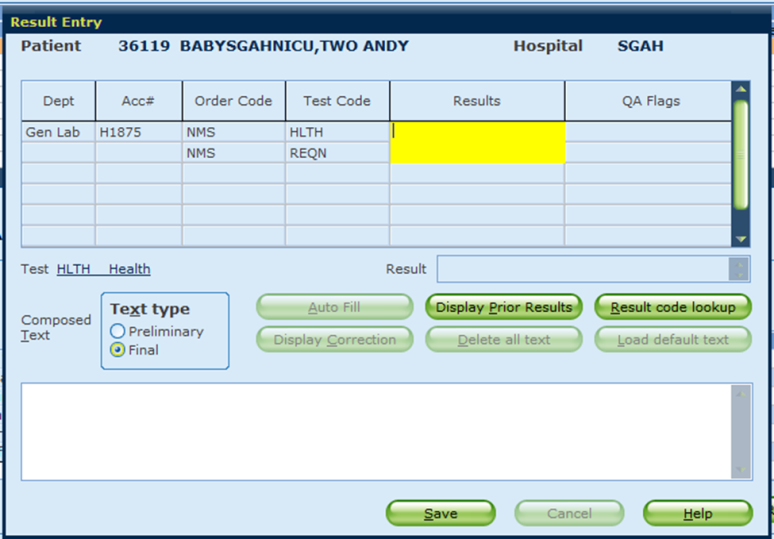 Result Entry
Patient 36119 BABYSGAHNICU,TWO ANDY Hospital SGAH
Dept Acc# Order Code Test Code Results QA Flags
Gen Lab H1875 NMS HLTH
NMS REQN
Test HLTH Health Result
Composed Text
Text type
Preliminary
Final
Auto Fill Display Prior Results Result code lookup
Display Correction Delete all text Load default text
Save Cancel Help